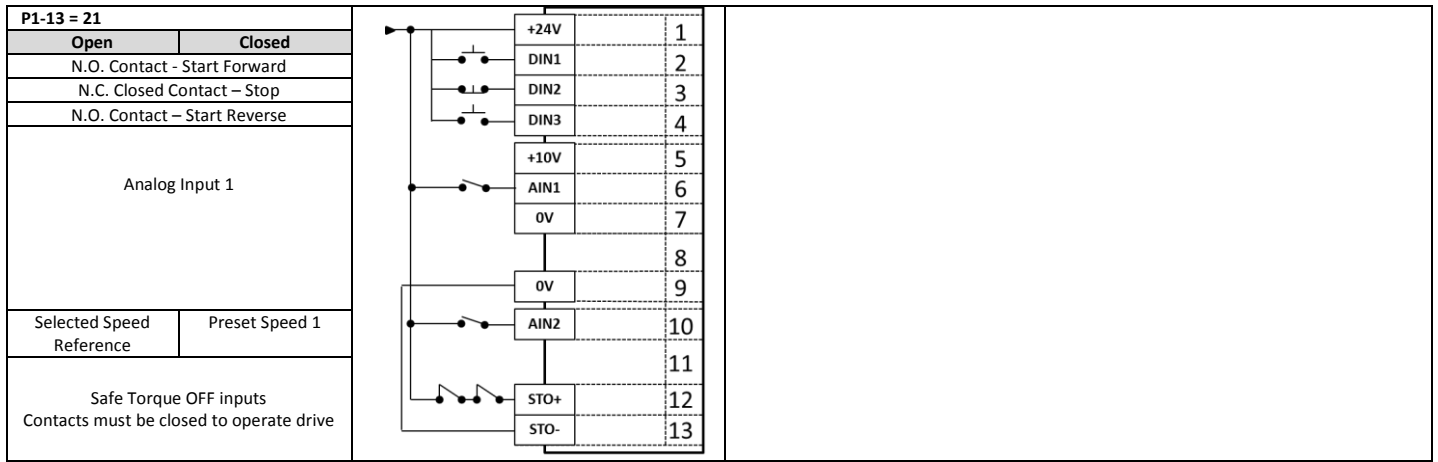 P1-13 = 21
Open Closed
N.O. Contact - Start Forward
N.C. Closed Contact – Stop
N.O. Contact – Start Reverse
Analog Input 1
Selected Speed Reference
Preset Speed 1
Safe Torque OFF inputs
Contacts must be closed to operate drive
+24V 1
DIN1 2
DIN2 3
DIN3 4
+10V 5
AIN1 6
0V 7
8
0V 9
AIN2 10
11
STO+ 12
STO- 13